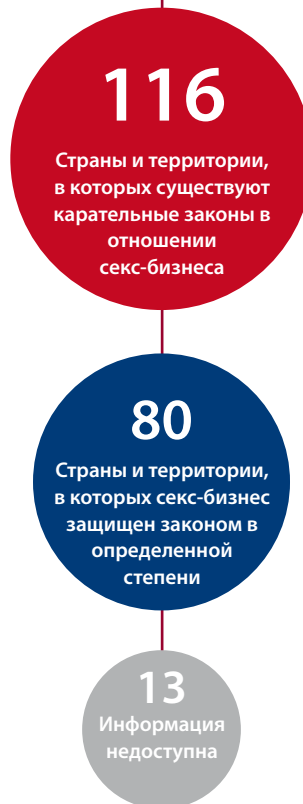 116
Страны и территории,
в которых существуют
карательные законы в
отношении
секс-бизнеса
80
Страны и территории,
в которых секс-бизнес
защищен законом в
определенной
степени
13
Информация
недоступна